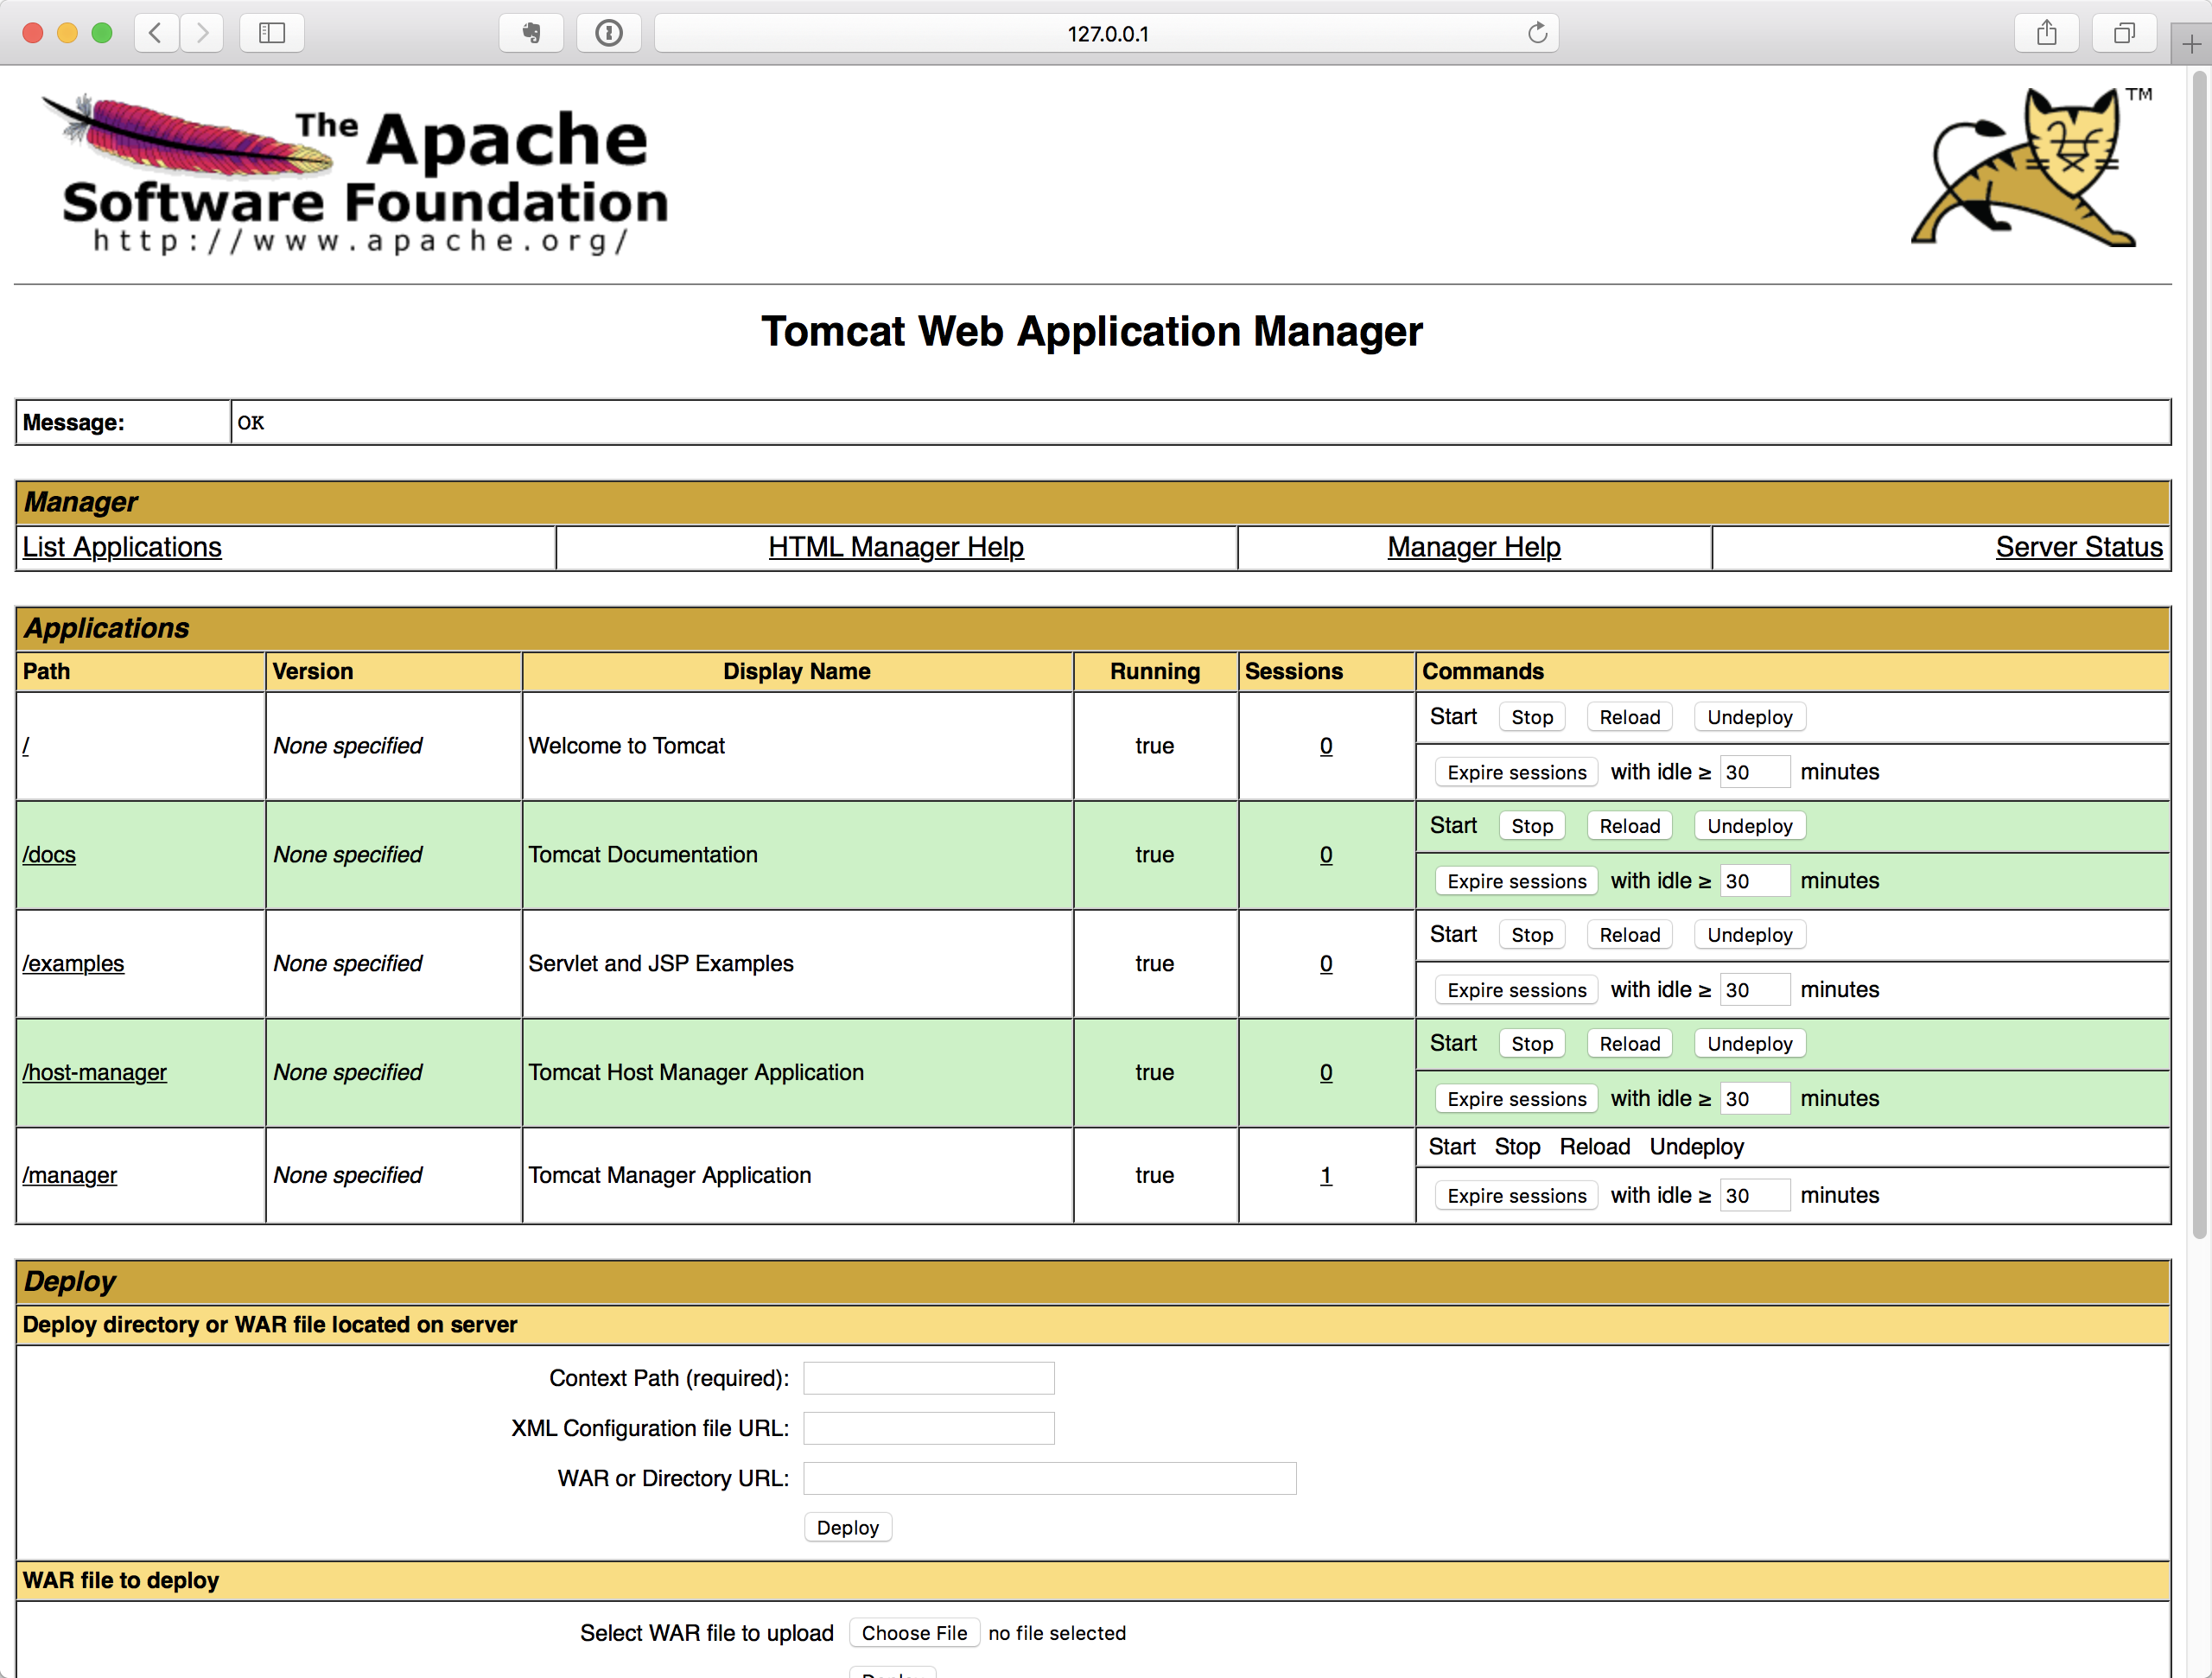 127.0.0.1
The Apache
Software Foundation
http://www.apache.org/
TM
Tomcat Web Application Manager
Message: OK
Manager
List Applications HTML Manager Help Manager Help Server Status
Applications
Path Version Display Name Running Sessions Commands
/ None specified Welcome to Tomcat true 0 Start Stop Reload Undeploy
Expire sessions with idle ≥ 30 minutes
/docs None specified Tomcat Documentation true 0 Start Stop Reload Undeploy
Expire sessions with idle ≥ 30 minutes
/examples None specified Servlet and JSP Examples true 0 Start Stop Reload Undeploy
Expire sessions with idle ≥ 30 minutes
/host-manager None specified Tomcat Host Manager Application true 0 Start Stop Reload Undeploy
Expire sessions with idle ≥ 30 minutes
/manager None specified Tomcat Manager Application true 1 Start Stop Reload Undeploy
Expire sessions with idle ≥ 30 minutes
Deploy
Deploy directory or WAR file located on server
Context Path (required):
XML Configuration file URL:
WAR or Directory URL:
Deploy
WAR file to deploy
Select WAR file to upload Choose File no file selected